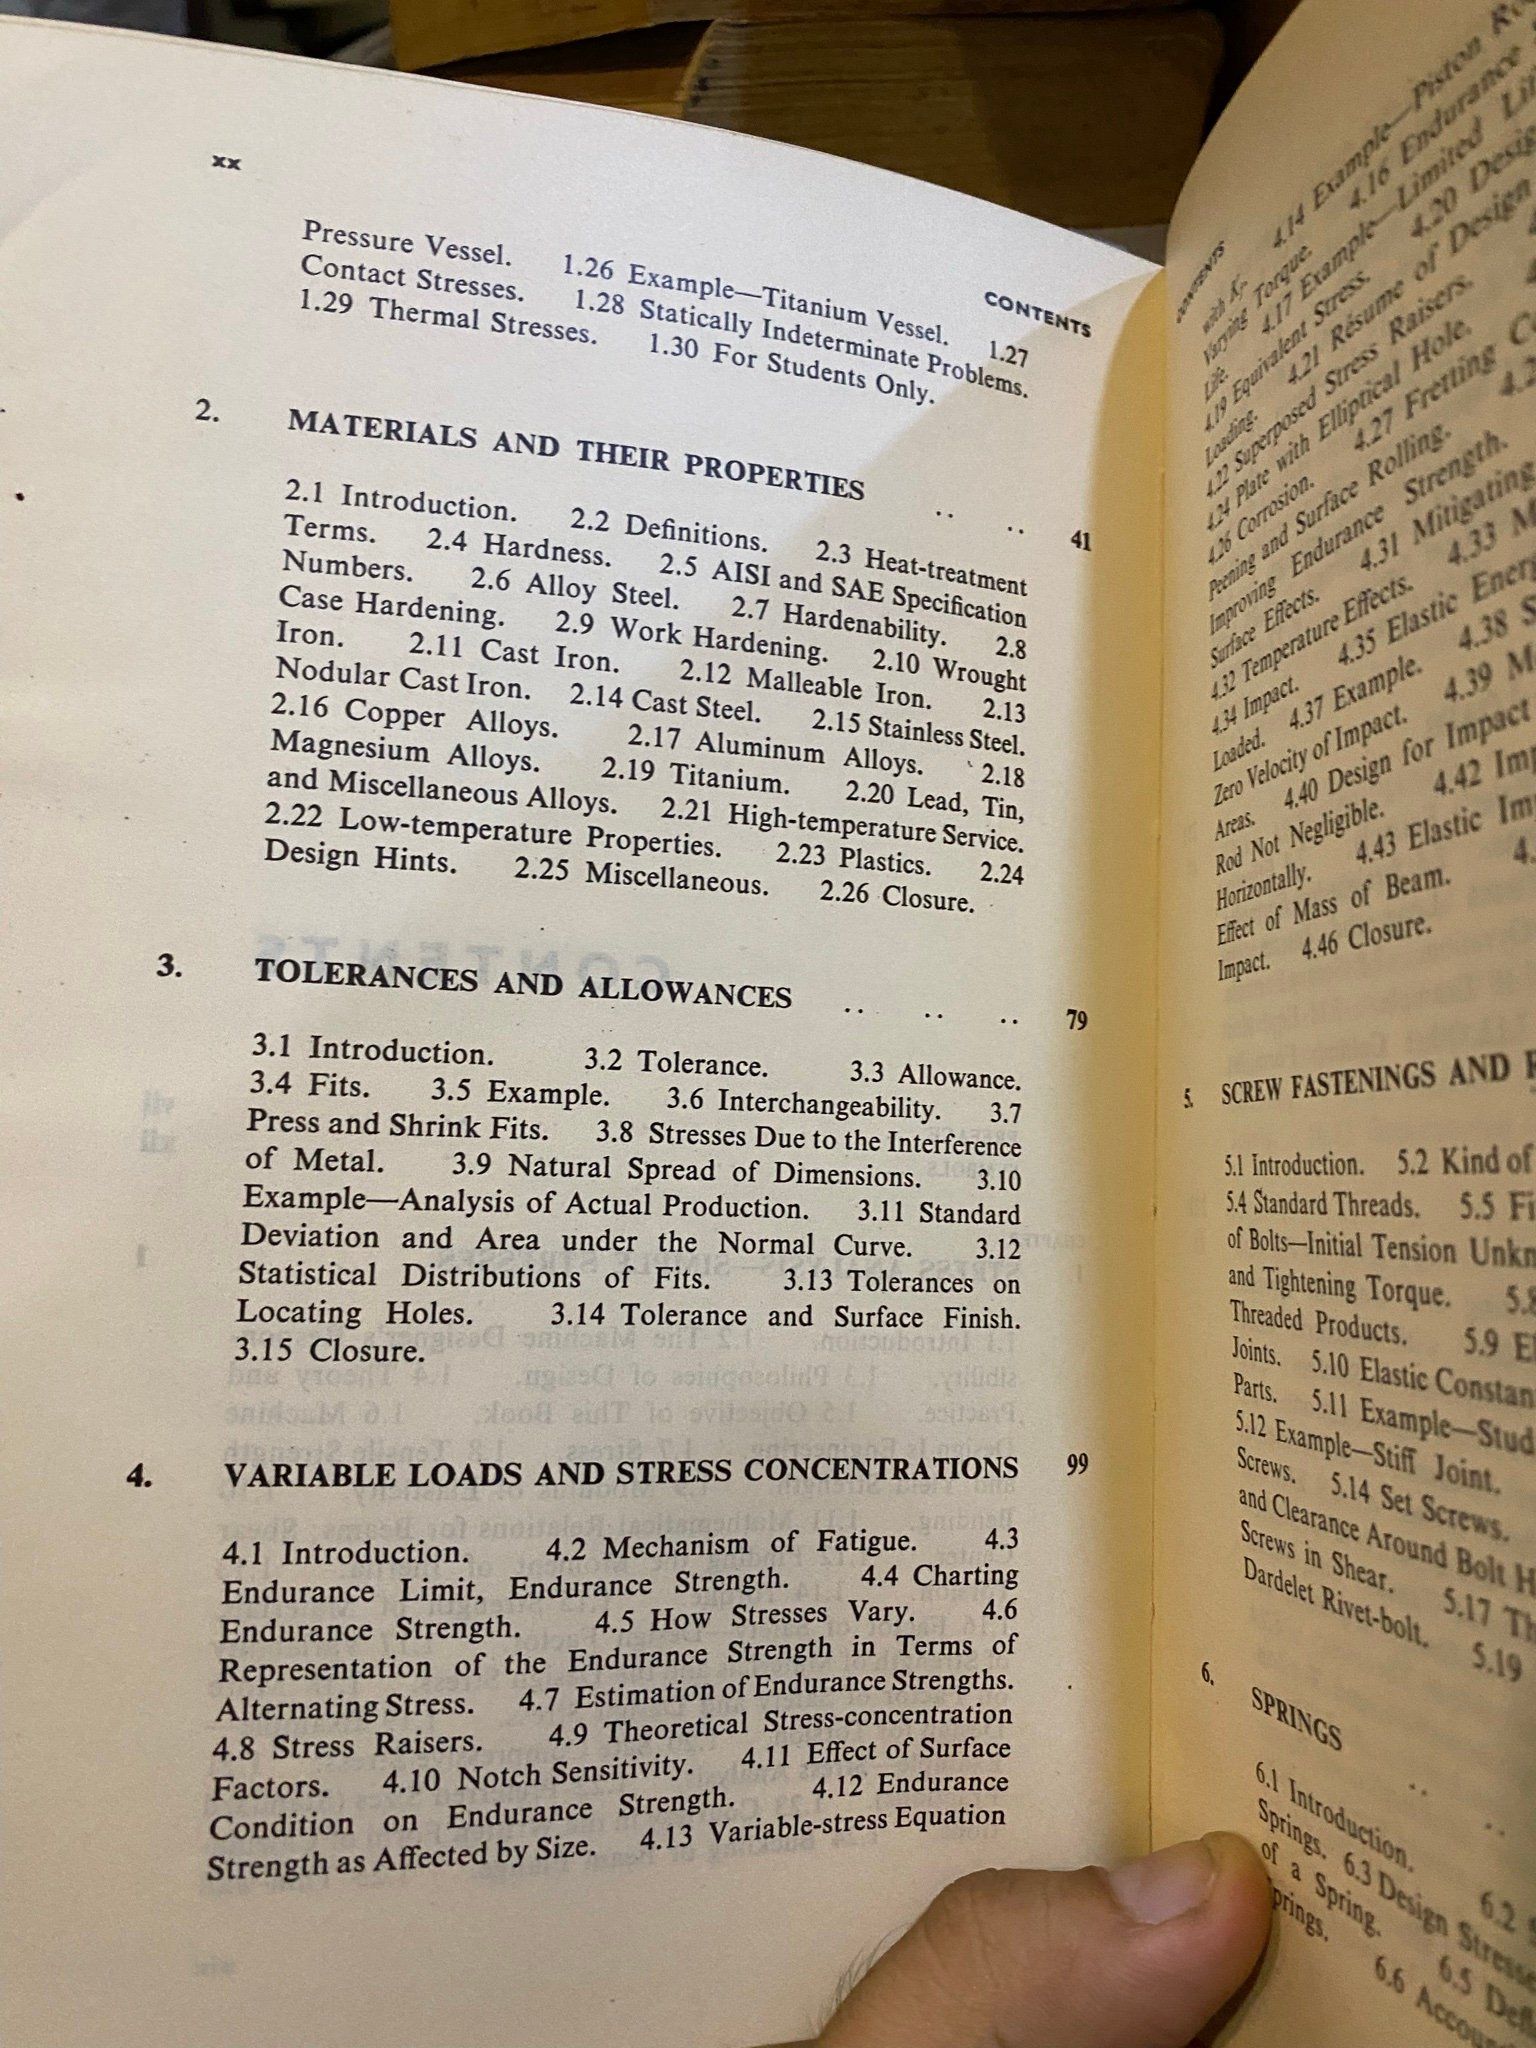 xx
CONTENTS
Pressure Vessel. 1.26 Example—Titanium Vessel. 1.27
Contact Stresses. 1.28 Statically Indeterminate Problems.
1.29 Thermal Stresses. 1.30 For Students Only.
2. MATERIALS AND THEIR PROPERTIES .. .. 41
2.1 Introduction. 2.2 Definitions. 2.3 Heat-treatment
Terms. 2.4 Hardness. 2.5 AISI and SAE Specification
Numbers. 2.6 Alloy Steel. 2.7 Hardenability. 2.8
Case Hardening. 2.9 Work Hardening. 2.10 Wrought
Iron. 2.11 Cast Iron. 2.12 Malleable Iron. 2.13
Nodular Cast Iron. 2.14 Cast Steel. 2.15 Stainless Steel.
2.16 Copper Alloys. 2.17 Aluminum Alloys. 2.18
Magnesium Alloys. 2.19 Titanium. 2.20 Lead, Tin,
and Miscellaneous Alloys. 2.21 High-temperature Service.
2.22 Low-temperature Properties. 2.23 Plastics. 2.24
Design Hints. 2.25 Miscellaneous. 2.26 Closure.
3. TOLERANCES AND ALLOWANCES .. .. .. 79
3.1 Introduction. 3.2 Tolerance. 3.3 Allowance.
3.4 Fits. 3.5 Example. 3.6 Interchangeability. 3.7
Press and Shrink Fits. 3.8 Stresses Due to the Interference
of Metal. 3.9 Natural Spread of Dimensions. 3.10
Example—Analysis of Actual Production. 3.11 Standard
Deviation and Area under the Normal Curve. 3.12
Statistical Distributions of Fits. 3.13 Tolerances on
Locating Holes. 3.14 Tolerance and Surface Finish.
3.15 Closure.
4. VARIABLE LOADS AND STRESS CONCENTRATIONS 99
4.1 Introduction. 4.2 Mechanism of Fatigue. 4.3
Endurance Limit, Endurance Strength. 4.4 Charting
Endurance Strength. 4.5 How Stresses Vary. 4.6
Representation of the Endurance Strength in Terms of
Alternating Stress. 4.7 Estimation of Endurance Strengths.
4.8 Stress Raisers. 4.9 Theoretical Stress-concentration
Factors. 4.10 Notch Sensitivity. 4.11 Effect of Surface
Condition on Endurance Strength. 4.12 Endurance
Strength as Affected by Size. 4.13 Variable-stress Equation
CONTENTS
with 4.14 Example—Piston
Varying Torque. 4.16 Endurance
Life. 4.17 Example—Limited
4.19 Equivalent Stress. 4.20
Loading. 4.21 Résume of Design
4.22 Superposed Stress Raisers.
4.24 Plate with Elliptical Hole.
4.26 Corrosion. 4.27 Fretting
Peening and Surface Rolling.
Improving Endurance Strength.
Surface Effects. 4.31 Mitigating
4.32 Temperature Effects. 4.33
4.34 Impact. 4.35 Elastic
Loaded. 4.37 Example. 4.38
Zero Velocity of Impact. 4.39
Areas. 4.40 Design for Impact
Rod Not Negligible. 4.42
Horizontally. 4.43 Elastic
Effect of Mass of Beam.
Impact. 4.46 Closure.
5. SCREW FASTENINGS AND
5.1 Introduction. 5.2 Kind of
5.4 Standard Threads. 5.5
of Bolts—Initial Tension
and Tightening Torque.
Threaded Products. 5.9
Joints. 5.10 Elastic
Parts. 5.11 Example—Stud
5.12 Example—Stiff Joint.
Screws. 5.14 Set Screws.
and Clearance Around Bolt
Screws in Shear. 5.17
Dardelet Rivet-bolt. 5.19
6. SPRINGS .. ..
6.1 Introduction. 6.2
Springs. 6.3 Design
of a Spring. 6.5
6.6